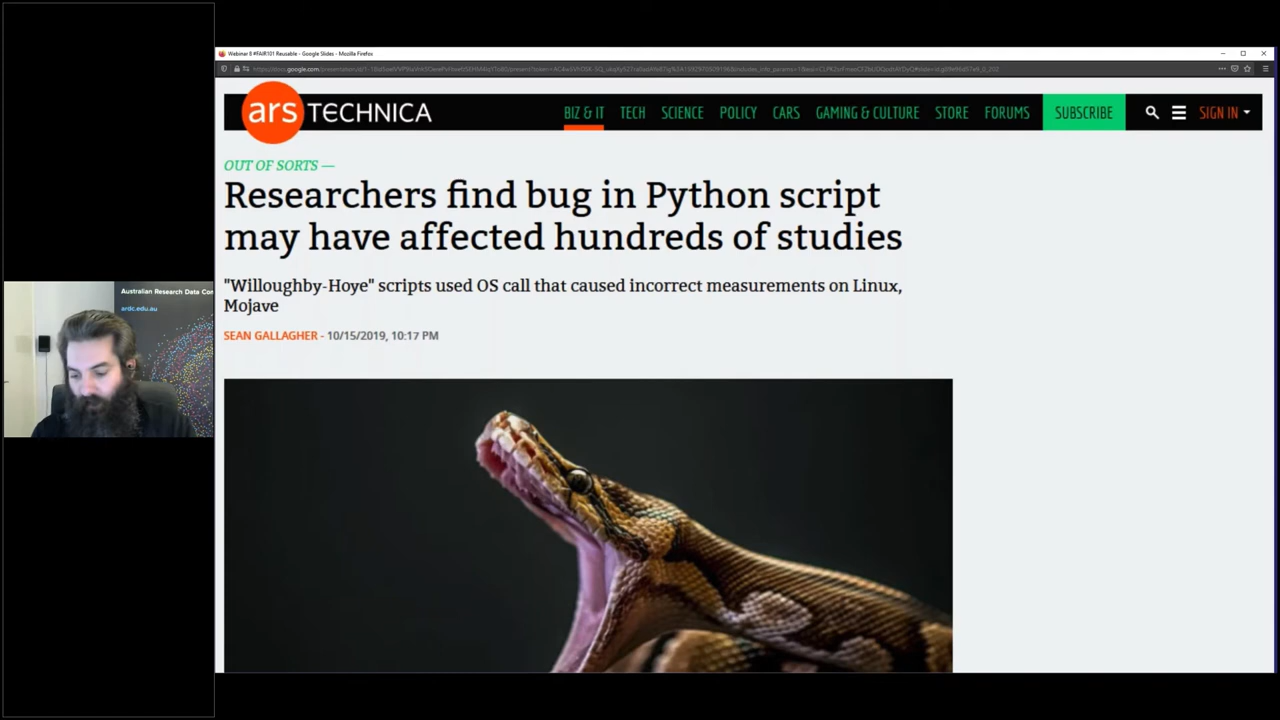 Webinar 8 #FAIR101 Reusable - Google Slides - Mozilla Firefox
ars TECHNICA
BIZ & IT TECH SCIENCE POLICY CARS GAMING & CULTURE STORE FORUMS SUBSCRIBE SIGN IN
OUT OF SORTS —
Researchers find bug in Python script
may have affected hundreds of studies
"Willoughby-Hoye" scripts used OS call that caused incorrect measurements on Linux,
Mojave
SEAN GALLAGHER - 10/15/2019, 10:17 PM
Australian Research Data Com
ardc.edu.au